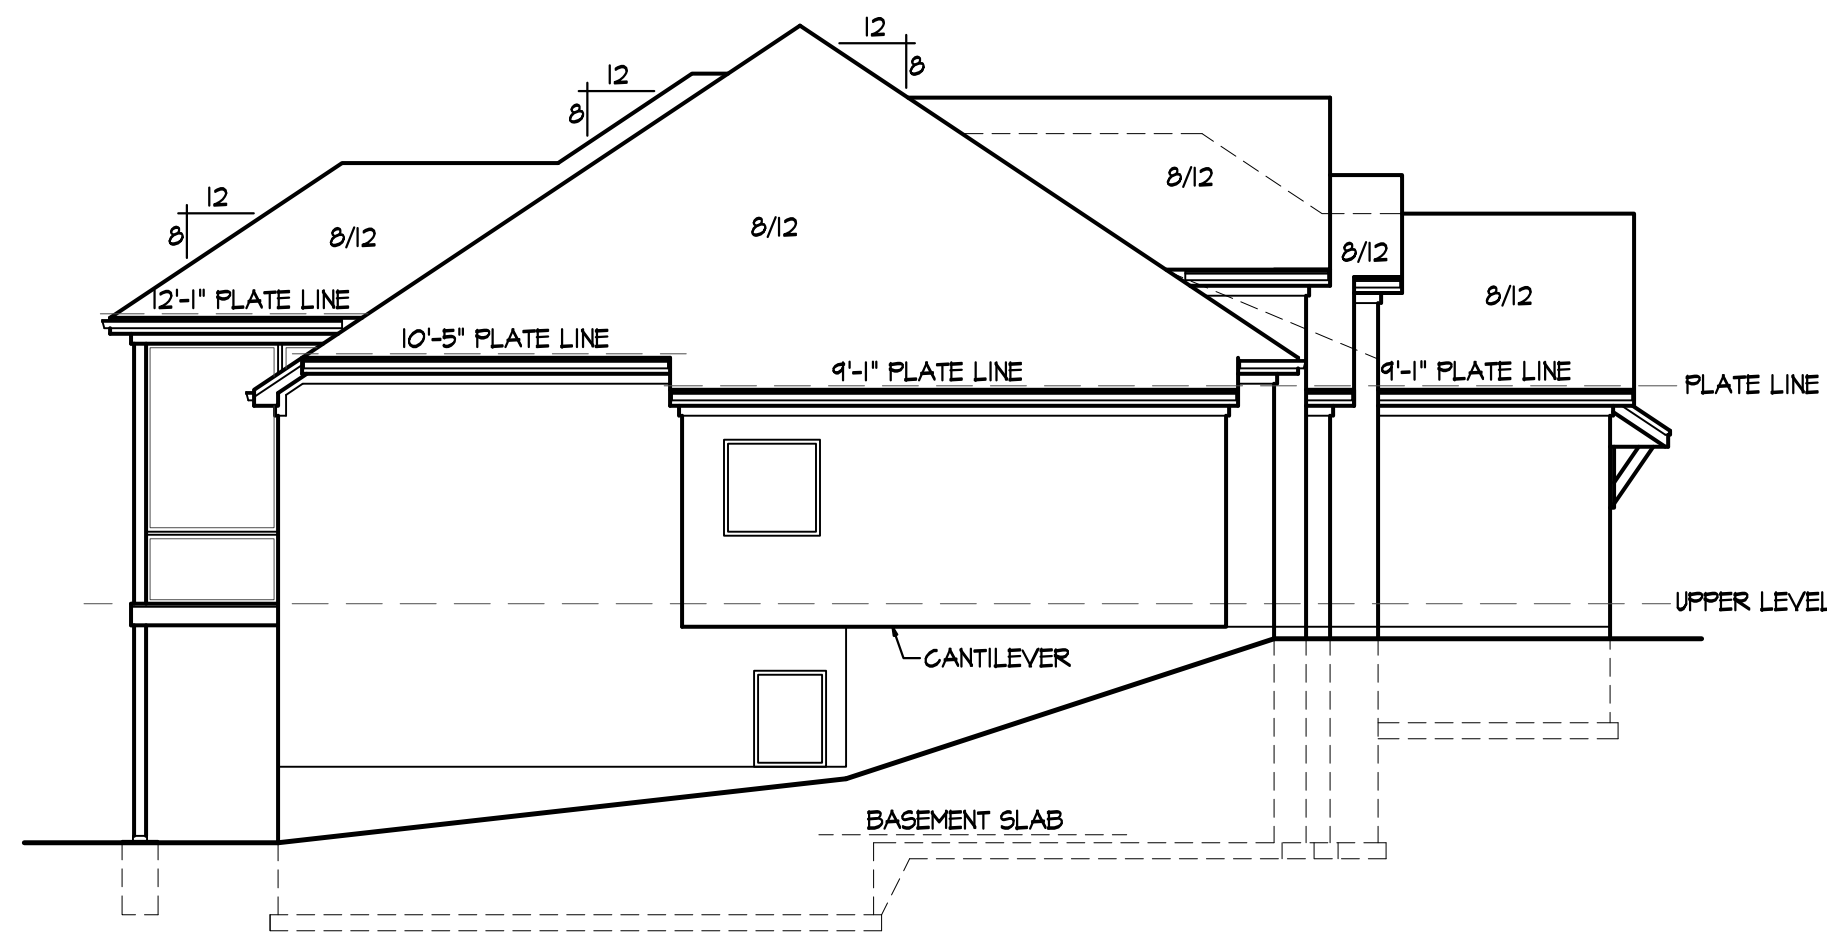 12
8
12
8
12
8
8/12
8/12
8/12
8/12
8/12
12'-1" PLATE LINE
10'-5" PLATE LINE
9'-1" PLATE LINE
9'-1" PLATE LINE
PLATE LINE
UPPER LEVEL
CANTILEVER
BASEMENT SLAB